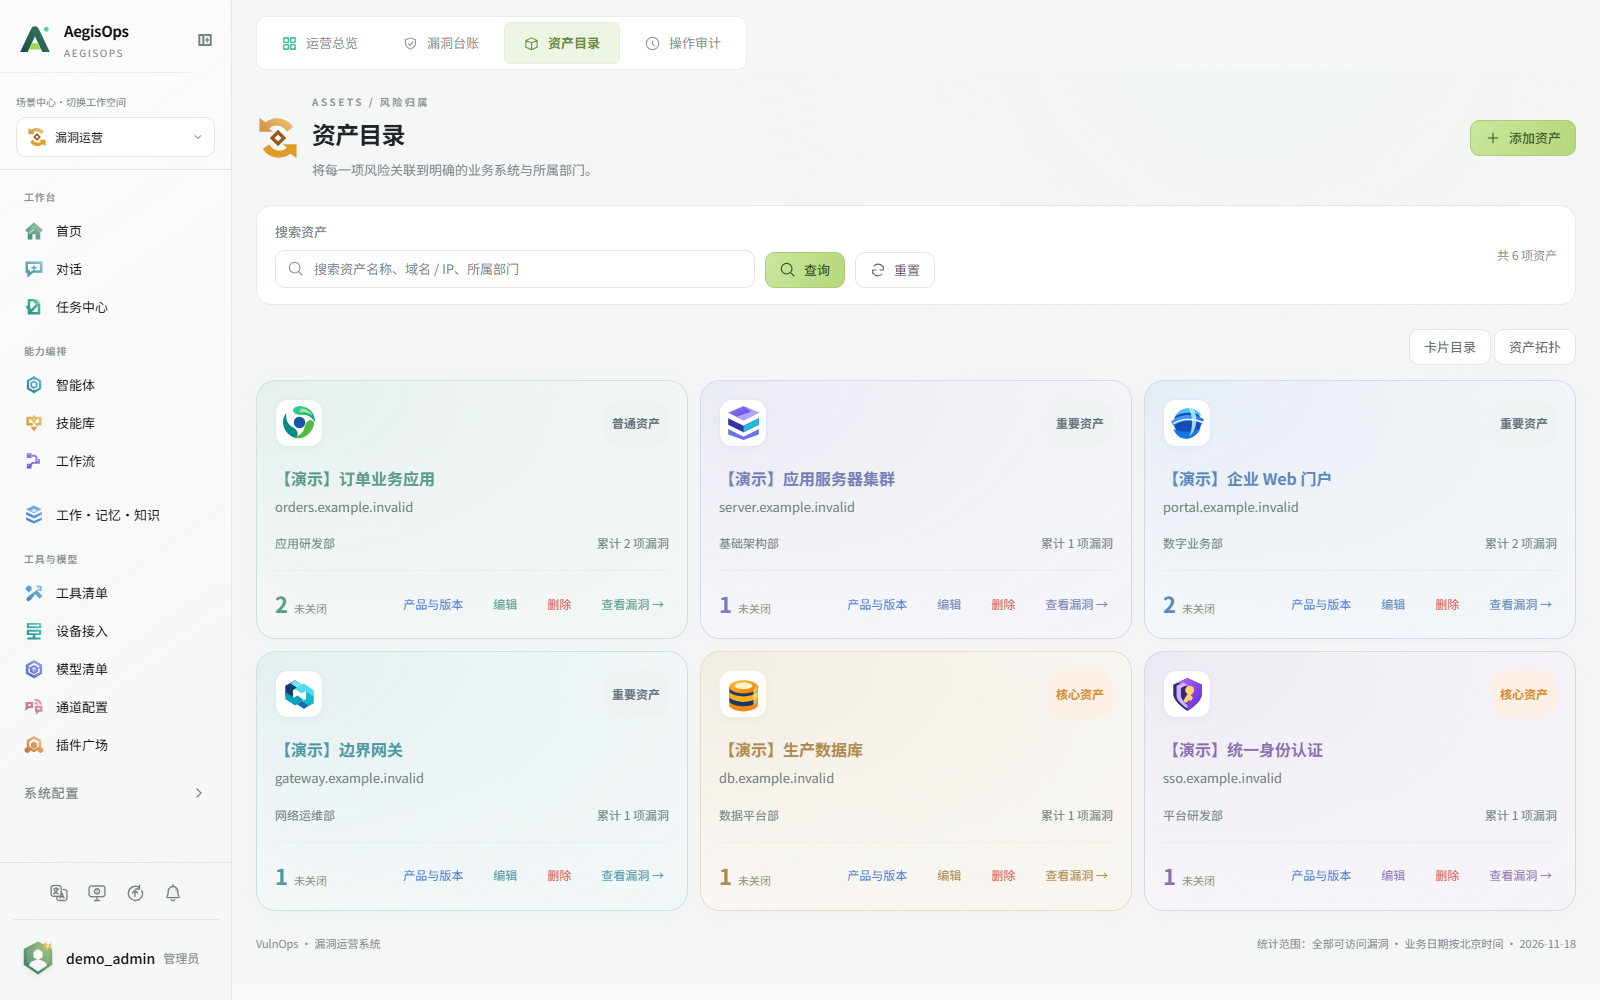 AegisOps
AEGISOPS
场景中心・切换工作空间
漏洞运营
工作台
首页
对话
任务中心
能力编排
智能体
技能库
工作流
工作・记忆・知识
工具与模型
工具清单
设备接入
模型清单
通道配置
插件广场
系统配置
demo_admin 管理员
运营总览 漏洞台账 资产目录 操作审计
ASSETS / 风险归属
资产目录
将每一项风险关联到明确的业务系统与所属部门。
添加资产
搜索资产
搜索资产名称、域名 / IP、所属部门
查询 重置
共 6 项资产
卡片目录 资产拓扑
普通资产
【演示】订单业务应用
orders.example.invalid
应用研发部 累计 2 项漏洞
2 未关闭 产品与版本 编辑 删除 查看漏洞→
重要资产
【演示】应用服务器集群
server.example.invalid
基础架构部 累计 1 项漏洞
1 未关闭 产品与版本 编辑 删除 查看漏洞→
重要资产
【演示】企业 Web 门户
portal.example.invalid
数字业务部 累计 2 项漏洞
2 未关闭 产品与版本 编辑 删除 查看漏洞→
重要资产
【演示】边界网关
gateway.example.invalid
网络运维部 累计 1 项漏洞
1 未关闭 产品与版本 编辑 删除 查看漏洞→
核心资产
【演示】生产数据库
db.example.invalid
数据平台部 累计 1 项漏洞
1 未关闭 产品与版本 编辑 删除 查看漏洞→
核心资产
【演示】统一身份认证
sso.example.invalid
平台研发部 累计 1 项漏洞
1 未关闭 产品与版本 编辑 删除 查看漏洞→
VulnOps ・ 漏洞运营系统
统计范围：全部可访问漏洞 ・ 业务日期按北京时间 ・ 2026-11-18